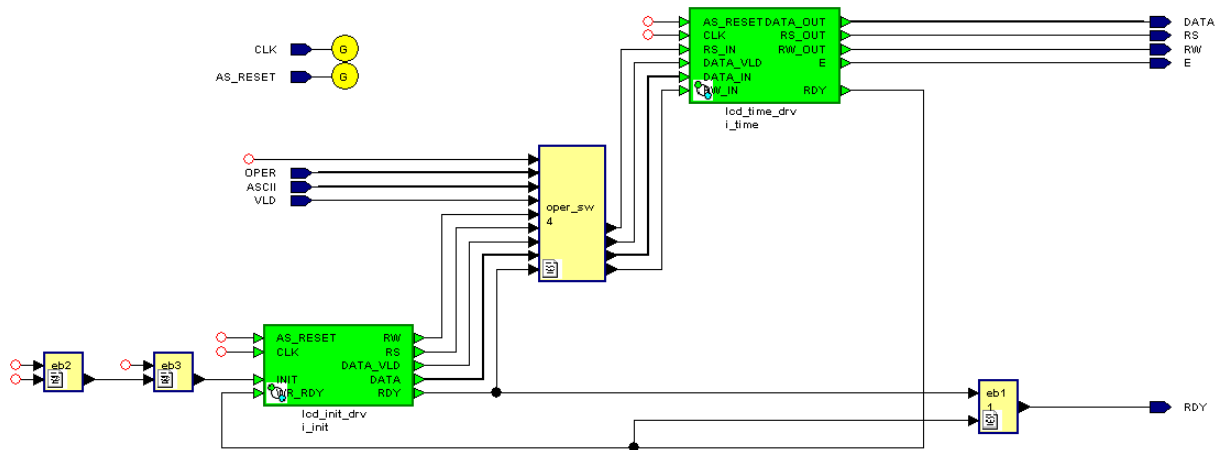 AS_RESET DATA_OUT
CLK RS_OUT
RS_IN RW_OUT
DATA_VLD E
DATA_IN
RW_IN RDY
lcd_time_drv
i_time
DATA
RS
RW
E
CLK G
AS_RESET G
OPER
ASCII
VLD
oper_sw
4
AS_RESET RW
CLK RS
DATA_VLD
INIT DATA
WR_RDY RDY
lcd_init_drv
i_init
eb2
eb3
eb1
1
RDY